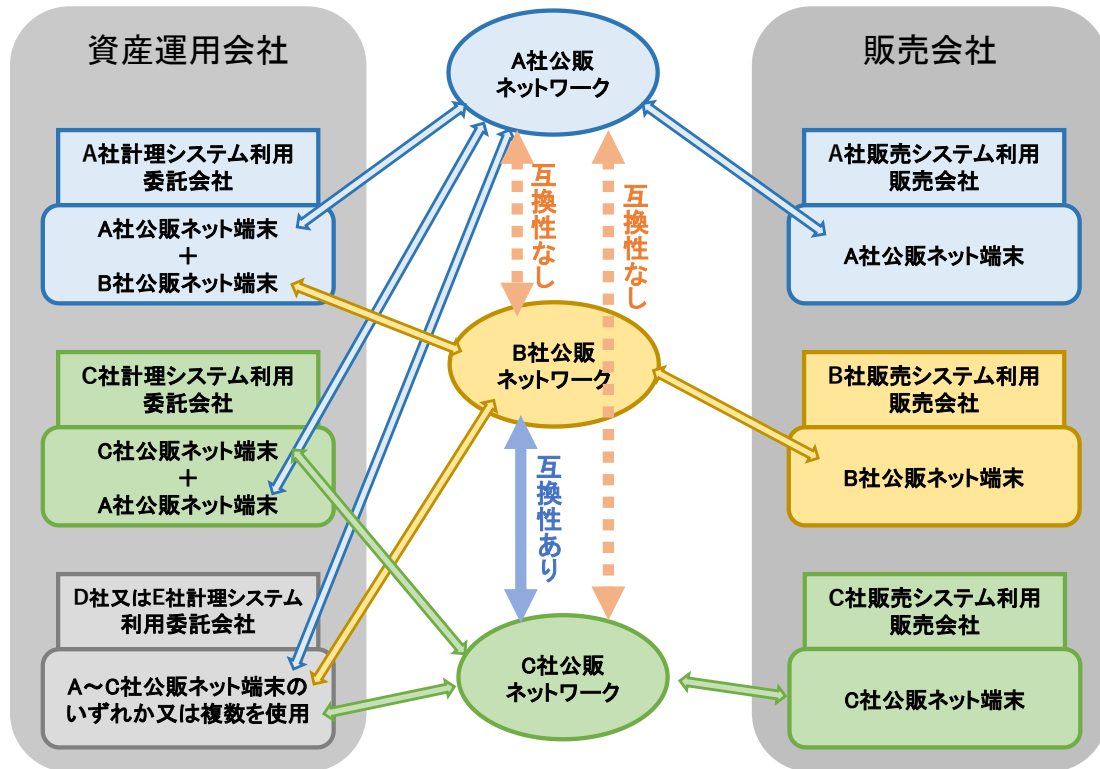 資産運用会社
A社計理システム利用
委託会社
A社公販ネット端末
＋
B社公販ネット端末
C社計理システム利用
委託会社
C社公販ネット端末
＋
A社公販ネット端末
D社又はE社計理システム
利用委託会社
A～C社公販ネット端末の
いずれか又は複数を使用
A社公販
ネットワーク
互換性なし
互換性なし
B社公販
ネットワーク
互換性あり
C社公販
ネットワーク
販売会社
A社販売システム利用
販売会社
A社公販ネット端末
B社販売システム利用
販売会社
B社公販ネット端末
C社販売システム利用
販売会社
C社公販ネット端末